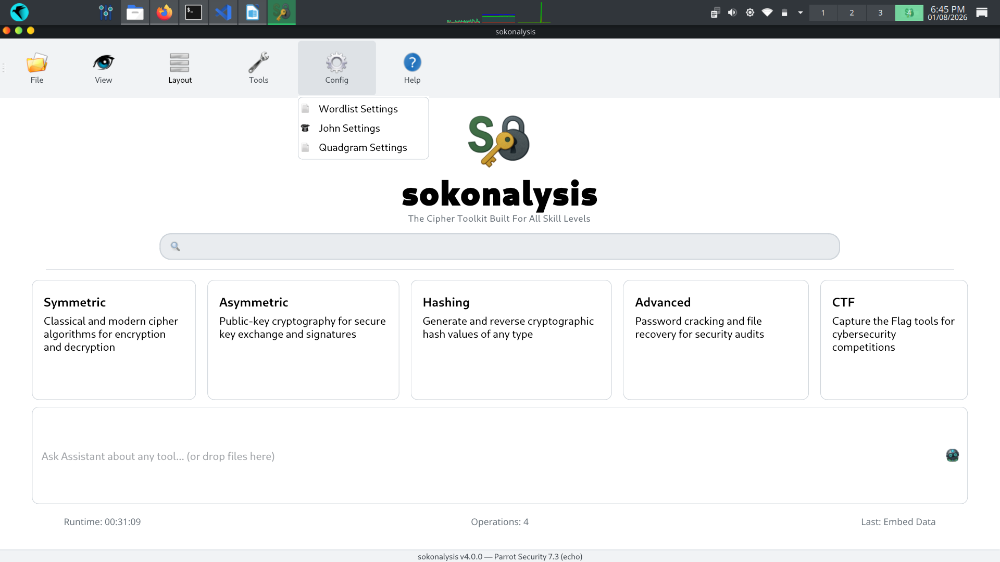 6:45 PM
1
2
3
4
01/08/2026
sokonalysis
File
View
Layout
Tools
Config
Help
Wordlist Settings
John Settings
Quadgram Settings
S
sokonalysis
The Cipher Toolkit Built For All Skill Levels
Symmetric
Classical and modern cipher
algorithms for encryption
and decryption
Asymmetric
Public-key cryptography for secure
key exchange and signatures
Hashing
Generate and reverse cryptographic
hash values of any type
Advanced
Password cracking and file
recovery for security audits
CTF
Capture the Flag tools for
cybersecurity
competitions
Ask Assistant about any tool... (or drop files here)
Runtime: 00:31:09
Operations: 4
Last: Embed Data
sokonalysis v4.0.0 — Parrot Security 7.3 (echo)